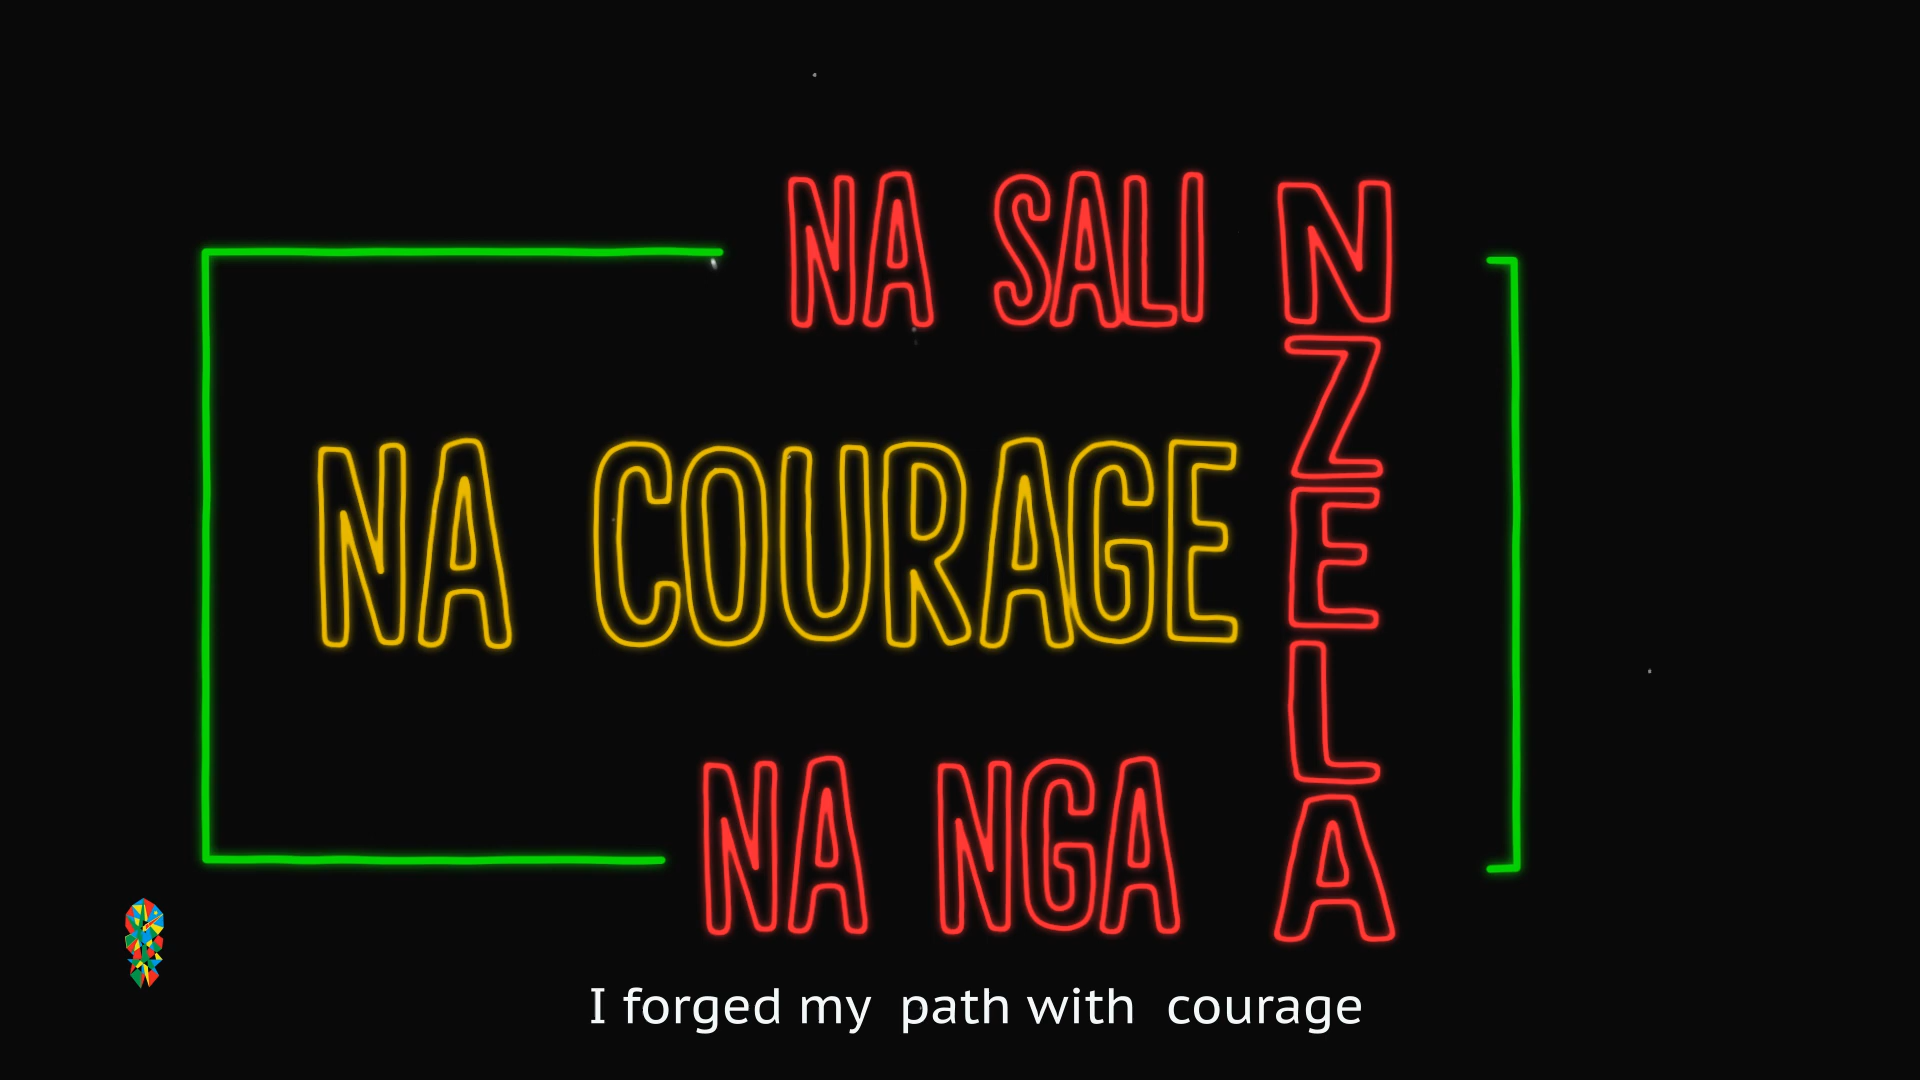 NA SALI
NZELA
NA COURAGE
NA NGA
I forged my path with courage